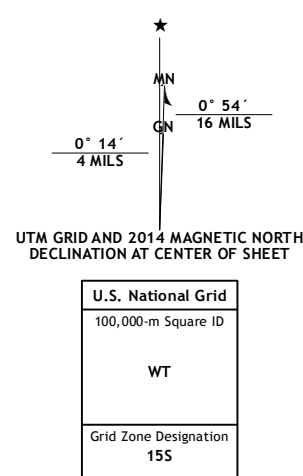 ★
MN
GN
0° 54´
16 MILS
0° 14´
4 MILS
UTM GRID AND 2014 MAGNETIC NORTH
DECLINATION AT CENTER OF SHEET
U.S. National Grid
100,000-m Square ID
WT
Grid Zone Designation
15S